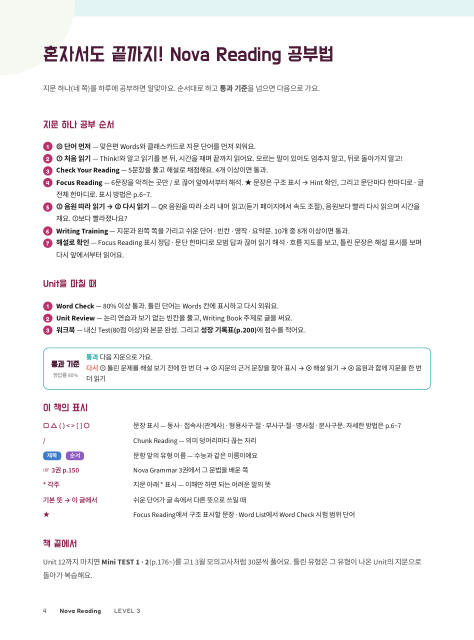 혼자서도 끝까지! Nova Reading 공부법
지문 하나(네 쪽)를 하루에 공부하면 알맞아요. 순서대로 하고 통과 기준을 넘으면 다음으로 가요.
지문 하나 공부 순서
1 ⓪ 단어 먼저 — 맞은편 Words와 클래스카드로 지문 단어를 먼저 외워요.
2 ① 처음 읽기 — Think!와 알고 읽기를 본 뒤, 시간을 재며 끝까지 읽어요. 모르는 말이 있어도 멈추지 말고, 뒤로 돌아가지 말고!
3 Check Your Reading — 5문항을 풀고 해설로 채점해요. 4개 이상이면 통과.
4 Focus Reading — 6문장을 익히는 곳만 / 로 끊어 앞에서부터 해석. ★ 문장은 구조 표시 → Hint 확인, 그리고 문단마다 한마디로 · 글
전체 한마디로. 표시 방법은 p.6–7.
5 ② 음원 따라 읽기 → ③ 다시 읽기 — QR 음원을 따라 소리 내어 읽고(듣기 페이지에서 속도 조절), 음원보다 빨리 다시 읽으며 시간을
재요. ①보다 빨라졌나요?
6 Writing Training — 지문과 왼쪽 쪽을 가리고 쉬운 단어 · 빈칸 · 영작 · 요약문. 10개 중 8개 이상이면 통과.
7 해설로 확인 — Focus Reading 표시 정답 · 문단 한마디로 모범 답과 끊어 읽기 해석 · 흐름 지도를 보고, 틀린 문장은 해설 표시를 보며
다시 앞에서부터 읽어요.
Unit을 마칠 때
1 Word Check — 80% 이상 통과. 틀린 단어는 Words 칸에 표시하고 다시 외워요.
2 Unit Review — 논리 연습과 보기 없는 빈칸을 풀고, Writing Book 주제로 글을 써요.
3 워크북 — 내신 Test(80점 이상)와 본문 완성. 그리고 성장 기록표(p.200)에 점수를 적어요.
통과 기준
정답률 80%
통과 다음 지문으로 가요.
다시 ① 틀린 문제를 해설 보기 전에 한 번 더 → ② 지문의 근거 문장을 찾아 표시 → ③ 해설 읽기 → ④ 음원과 함께 지문을 한 번
더 읽기
이 책의 표시
□ △ ( ) < > [ ] ○ 문장 표시 — 동사 · 접속사(관계사) · 형용사구·절 · 부사구·절 · 명사절 · 분사구문. 자세한 방법은 p.6–7
/ Chunk Reading — 의미 덩어리마다 끊는 자리
제목 순서 문항 앞의 유형 이름 — 수능과 같은 이름이에요
☞ 3권 p.150 Nova Grammar 3권에서 그 문법을 배운 쪽
* 각주 지문 아래 * 표시 — 이해만 하면 되는 어려운 말의 뜻
기본 뜻 → 이 글에서 쉬운 단어가 글 속에서 다른 뜻으로 쓰일 때
★ Focus Reading에서 구조 표시할 문장 · Word List에서 Word Check 시험 범위 단어
책 끝에서
Unit 12까지 마치면 Mini TEST 1 · 2(p.176~)를 고1 3월 모의고사처럼 30분씩 풀어요. 틀린 유형은 그 유형이 나온 Unit의 지문으로
돌아가 복습해요.
4 Nova Reading LEVEL 3